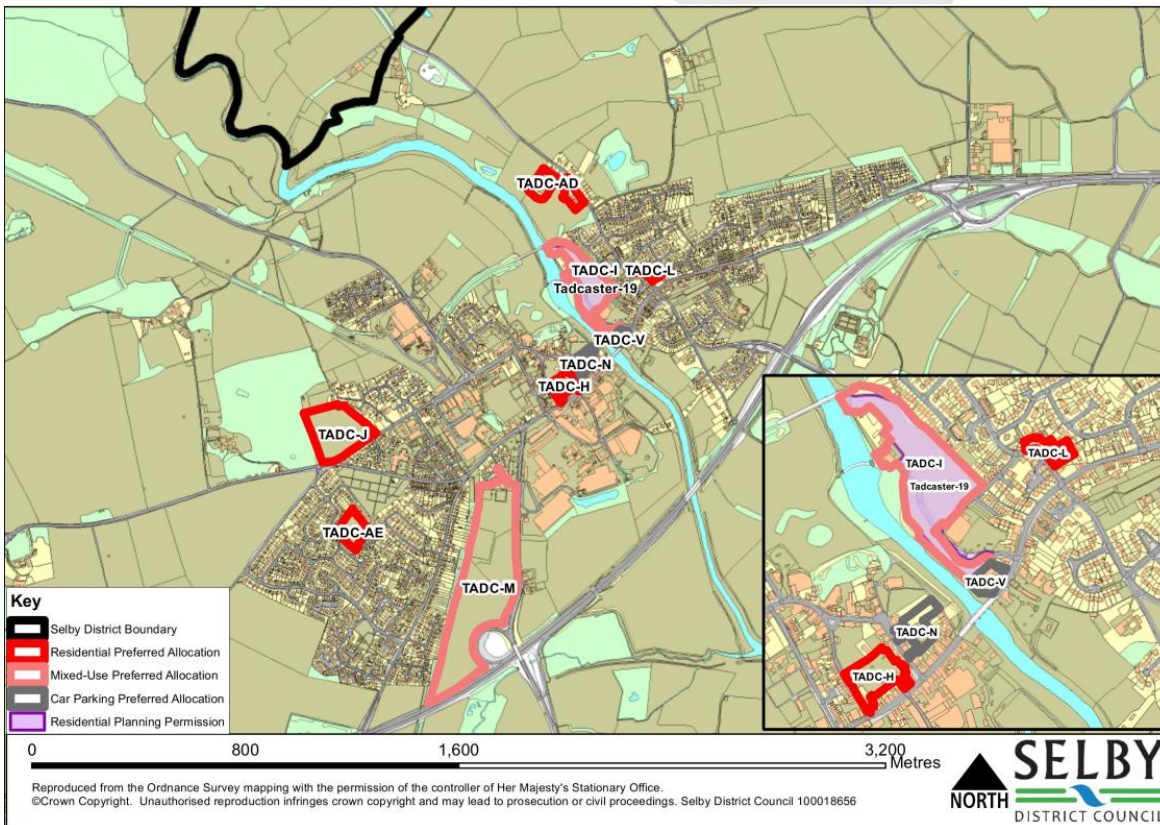 TADC-AD
TADC-I
TADC-L
Tadcaster-19
TADC-V
TADC-N
TADC-H
TADC-J
TADC-AE
TADC-M
TADC-L
TADC-I
Tadcaster-19
TADC-V
TADC-N
TADC-H
Key
Selby District Boundary
Residential Preferred Allocation
Mixed-Use Preferred Allocation
Car Parking Preferred Allocation
Residential Planning Permission
0 800 1,600 3,200
Metres
Reproduced from the Ordnance Survey mapping with the permission of the controller of Her Majesty's Stationary Office.
©Crown Copyright. Unauthorised reproduction infringes crown copyright and may lead to prosecution or civil proceedings. Selby District Council 100018656
NORTH
SELBY
DISTRICT COUNCIL